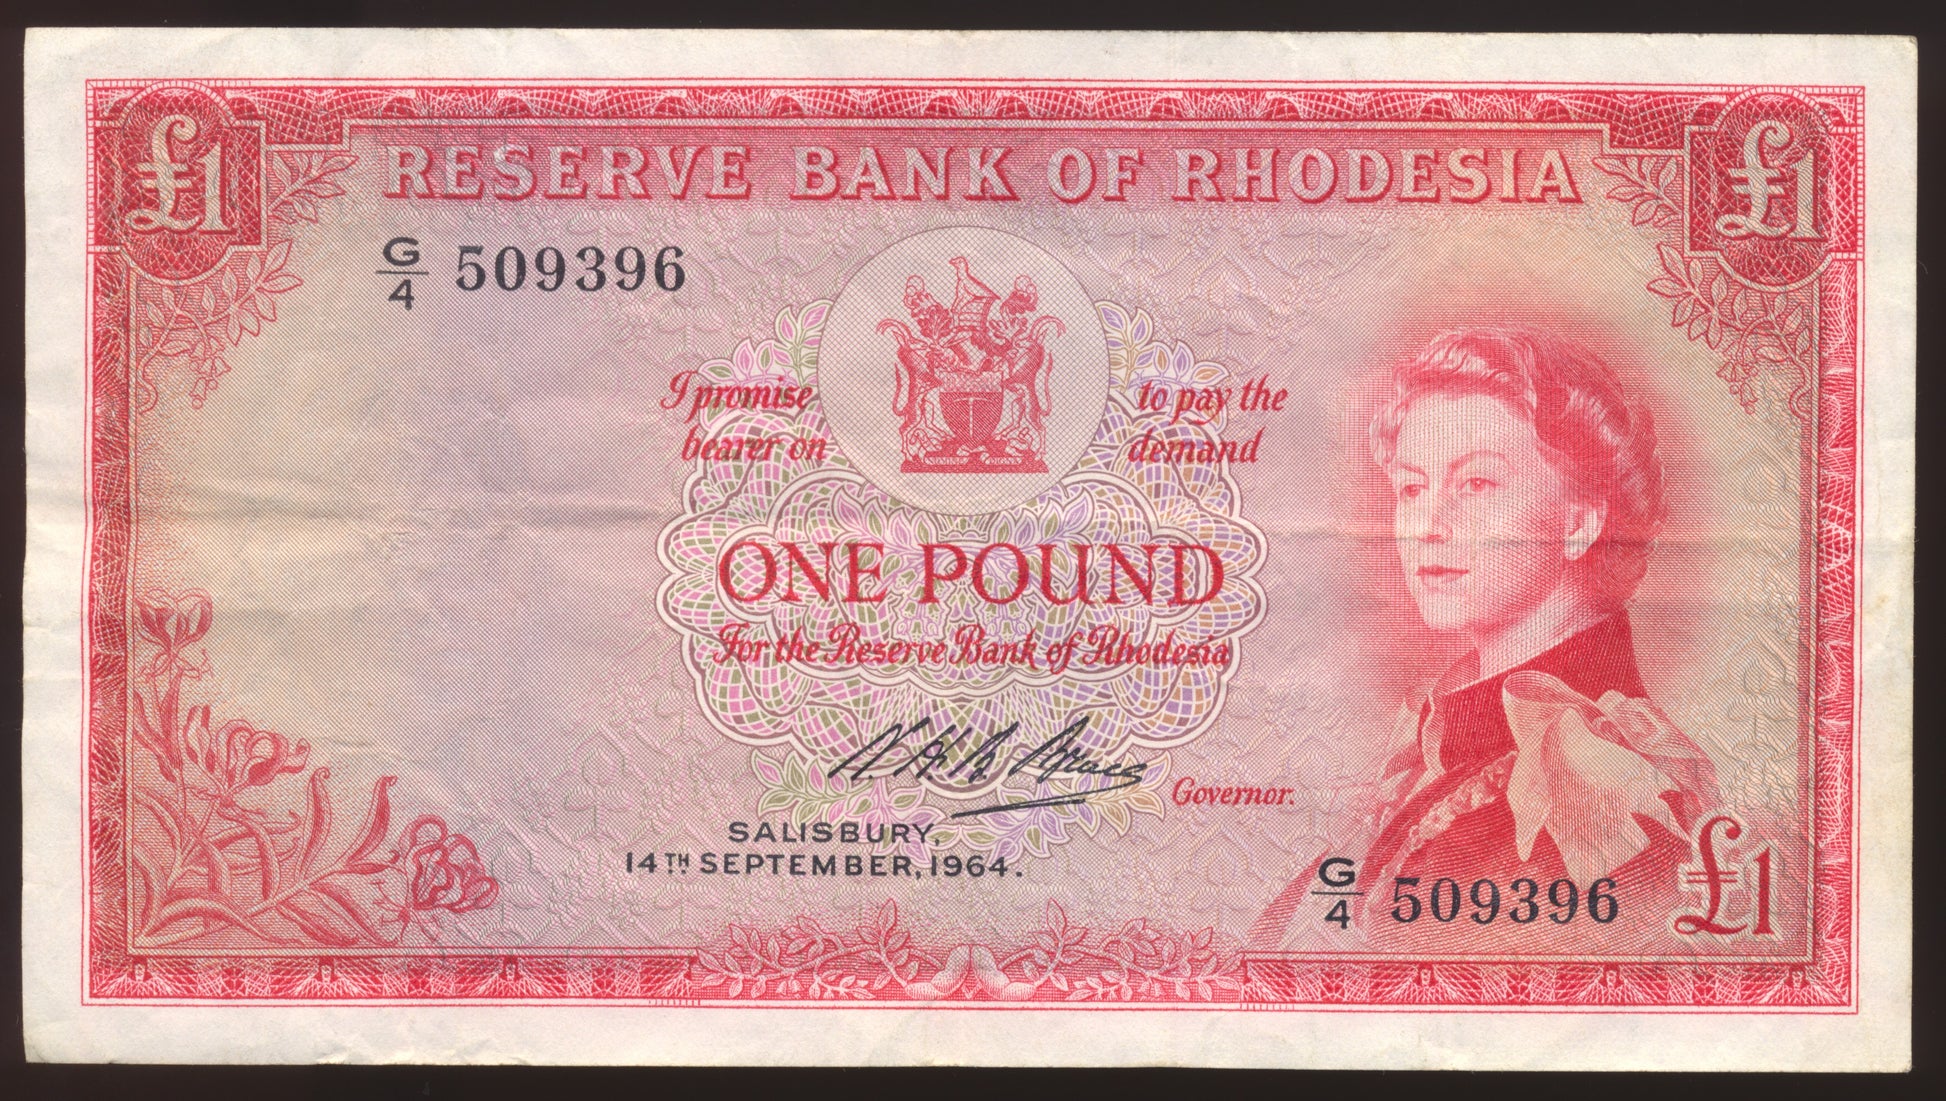 £1
£1
RESERVE BANK OF RHODESIA
G/4 509396
I promise to pay the
bearer on demand
ONE POUND
For the Reserve Bank of Rhodesia
Governor.
SALISBURY,
14TH SEPTEMBER, 1964.
G/4 509396
£1